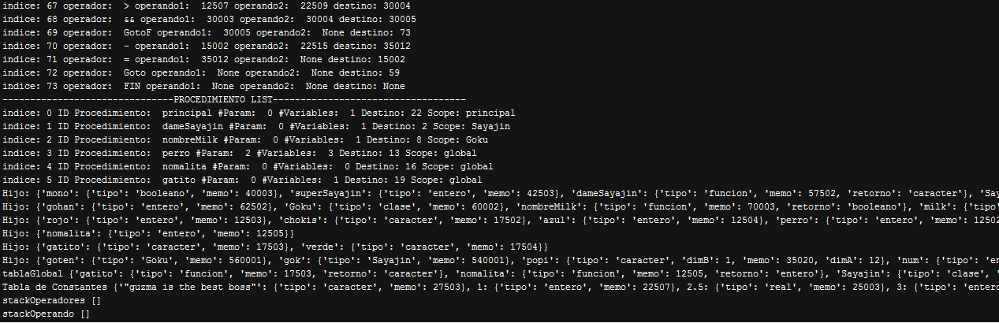 indice: 67 operador:  > operando1:  12507 operando2:  22509 destino: 30004
indice: 68 operador:  && operando1:  30003 operando2:  30004 destino: 30005
indice: 69 operador:  GotoF operando1:  30005 operando2:  None destino: 73
indice: 70 operador:  - operando1:  15002 operando2:  22515 destino: 35012
indice: 71 operador:  = operando1:  35012 operando2:  None destino: 15002
indice: 72 operador:  Goto operando1:  None operando2:  None destino: 59
indice: 73 operador:  FIN operando1:  None operando2:  None destino: None
-------------------------------PROCEDIMIENTO LIST-----------------------------------
indice: 0 ID Procedimiento:  principal #Param:  0 #Variables:  1 Destino: 22 Scope: principal
indice: 1 ID Procedimiento:  dameSayajin #Param:  0 #Variables:  1 Destino: 2 Scope: Sayajin
indice: 2 ID Procedimiento:  nombreMilk #Param:  0 #Variables:  1 Destino: 8 Scope: Goku
indice: 3 ID Procedimiento:  perro #Param:  2 #Variables:  3 Destino: 13 Scope: global
indice: 4 ID Procedimiento:  nomalita #Param:  0 #Variables:  0 Destino: 16 Scope: global
indice: 5 ID Procedimiento:  gatito #Param:  0 #Variables:  1 Destino: 19 Scope: global
Hijo: {'mono': {'tipo': 'booleano', 'memo': 40003}, 'superSayajin': {'tipo': 'entero', 'memo': 42503}, 'dameSayajin': {'tipo': 'funcion', 'memo': 57502, 'retorno': 'caracter'}, 'Say
Hijo: {'gohan': {'tipo': 'entero', 'memo': 62502}, 'Goku': {'tipo': 'clase', 'memo': 60002}, 'nombreMilk': {'tipo': 'funcion', 'memo': 70003, 'retorno': 'booleano'}, 'milk': {'tipo'
Hijo: {'rojo': {'tipo': 'entero', 'memo': 12503}, 'chokis': {'tipo': 'caracter', 'memo': 17502}, 'azul': {'tipo': 'entero', 'memo': 12504}, 'perro': {'tipo': 'entero', 'memo': 12502
Hijo: {'nomalita': {'tipo': 'entero', 'memo': 12505}}
Hijo: {'gatito': {'tipo': 'caracter', 'memo': 17503}, 'verde': {'tipo': 'caracter', 'memo': 17504}}
Hijo: {'goten': {'tipo': 'Goku', 'memo': 560001}, 'gok': {'tipo': 'Sayajin', 'memo': 540001}, 'popi': {'tipo': 'caracter', 'dimB': 1, 'memo': 35020, 'dimA': 12}, 'num': {'tipo': 'en
tablaGlobal {'gatito': {'tipo': 'funcion', 'memo': 17503, 'retorno': 'caracter'}, 'nomalita': {'tipo': 'funcion', 'memo': 12505, 'retorno': 'entero'}, 'Sayajin': {'tipo': 'clase', '
Tabla de Constantes {'"guzma is the best boss"': {'tipo': 'caracter', 'memo': 27503}, 1: {'tipo': 'entero', 'memo': 22507}, 2.5: {'tipo': 'real', 'memo': 25003}, 3: {'tipo': 'entero
stackOperadores []
stackOperando []